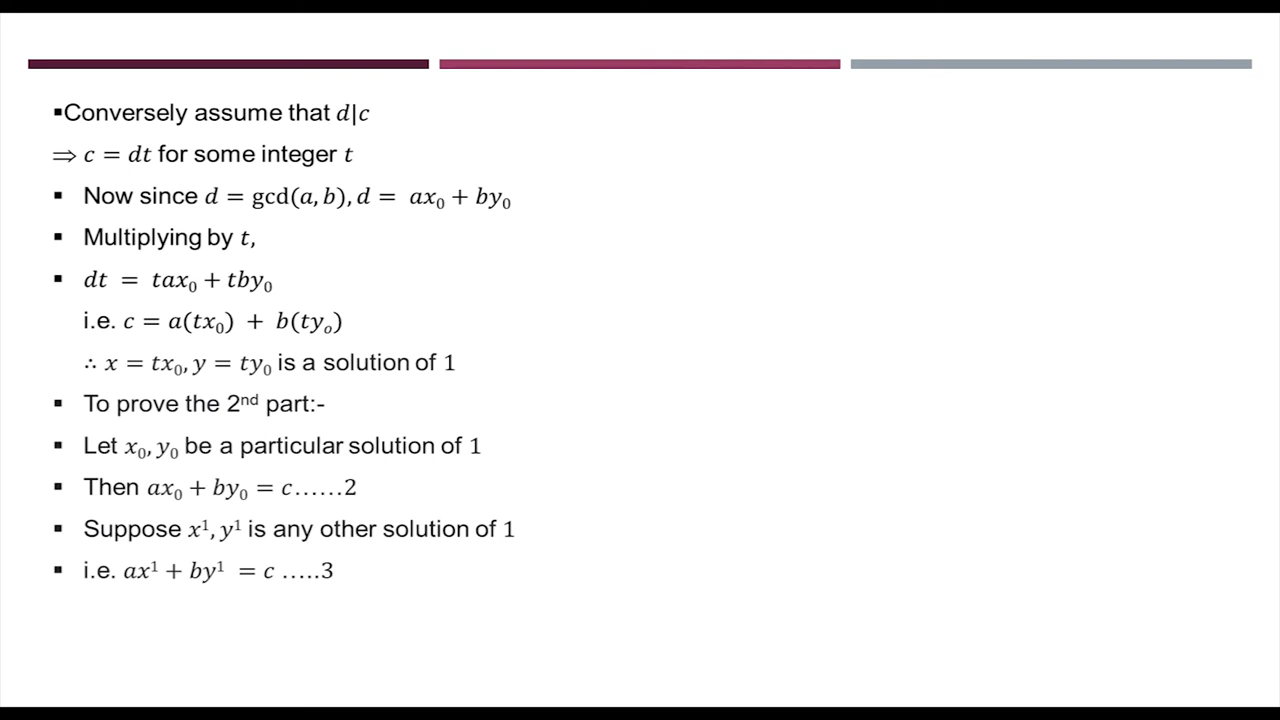 ▪Conversely assume that 𝑑|𝑐
⟹ 𝑐 = 𝑑𝑡 for some integer 𝑡
▪ Now since 𝑑 = gcd(𝑎, 𝑏), 𝑑 = 𝑎𝑥₀ + 𝑏𝑦₀
▪ Multiplying by 𝑡,
▪ 𝑑𝑡 = 𝑡𝑎𝑥₀ + 𝑡𝑏𝑦₀
i.e. 𝑐 = 𝑎(𝑡𝑥₀) + 𝑏(𝑡𝑦ₒ)
∴ 𝑥 = 𝑡𝑥₀, 𝑦 = 𝑡𝑦₀ is a solution of 1
▪ To prove the 2ⁿᵈ part:-
▪ Let 𝑥₀, 𝑦₀ be a particular solution of 1
▪ Then 𝑎𝑥₀ + 𝑏𝑦₀ = 𝑐……2
▪ Suppose 𝑥¹, 𝑦¹ is any other solution of 1
▪ i.e. 𝑎𝑥¹ + 𝑏𝑦¹ = 𝑐 …..3